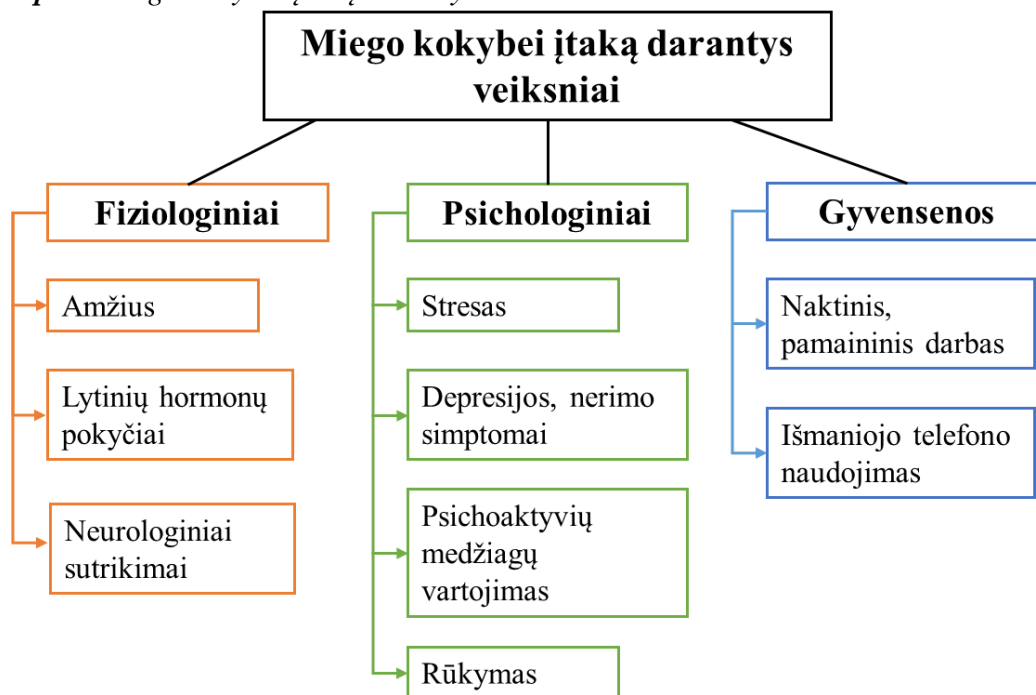 Miego kokybei įtaką darantys
veiksniai
Fiziologiniai
Amžius
Lytinių hormonų
pokyčiai
Neurologiniai
sutrikimai
Psichologiniai
Stresas
Depresijos, nerimo
simptomai
Psichoaktyvių
medžiagų
vartojimas
Rūkymas
Gyvensenos
Naktinis,
pamaininis darbas
Išmaniojo telefono
naudojimas